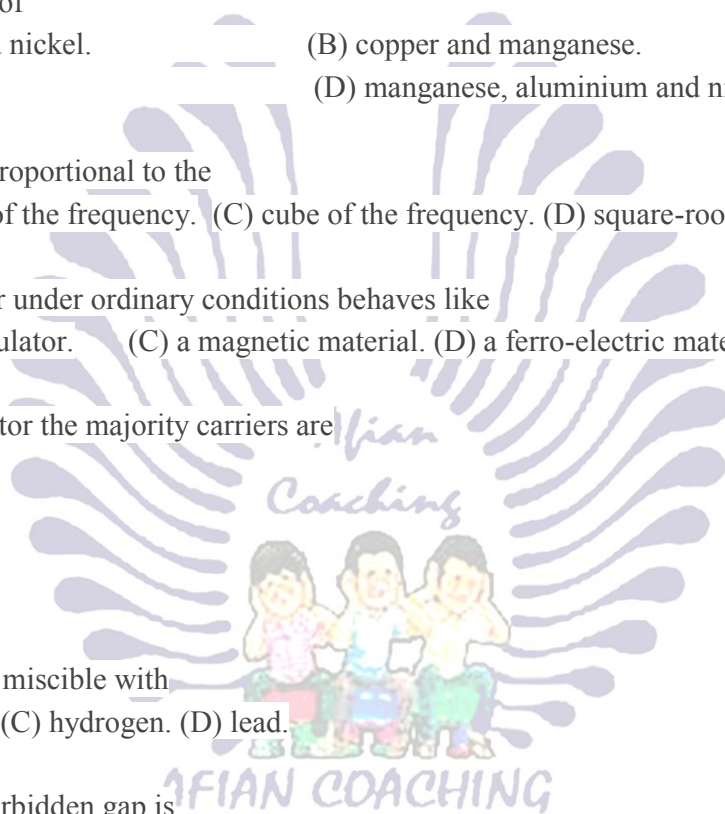 of
nickel. (B) copper and manganese.
(D) manganese, aluminium and
roportional to the
of the frequency. (C) cube of the frequency. (D) square-roo
r under ordinary conditions behaves like
ulator. (C) a magnetic material. (D) a ferro-electric mate
tor the majority carriers are
Afian
Coaching
miscible with
(C) hydrogen. (D) lead.
rbidden gap is
AFIAN COACHING